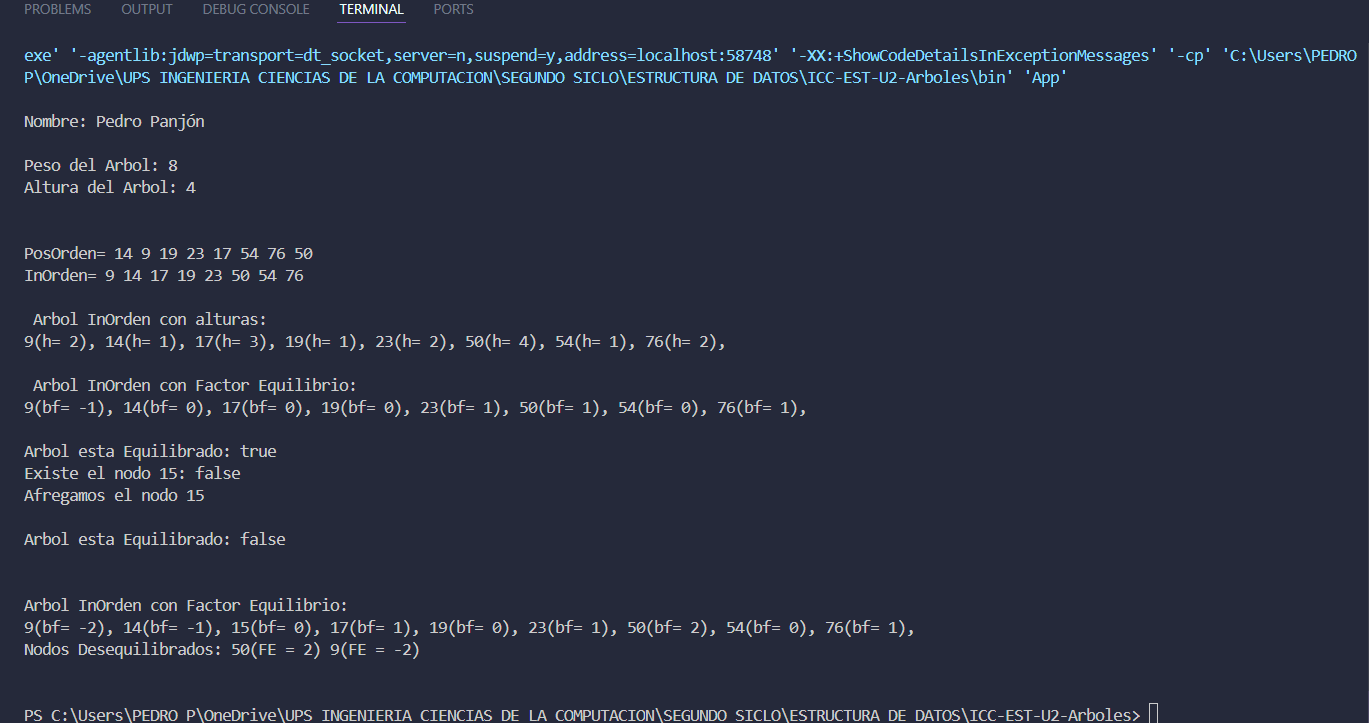 PROBLEMS OUTPUT DEBUG CONSOLE TERMINAL PORTS
exe' '-agentlib:jdwp=transport=dt_socket,server=n,suspend=y,address=localhost:58748' '-XX:+ShowCodeDetailsInExceptionMessages' '-cp' 'C:\Users\PEDRO
P\OneDrive\UPS INGENIERIA CIENCIAS DE LA COMPUTACION\SEGUNDO SICLO\ESTRUCTURA DE DATOS\ICC-EST-U2-Arboles\bin' 'App'
Nombre: Pedro Panjón
Peso del Arbol: 8
Altura del Arbol: 4
PosOrden= 14 9 19 23 17 54 76 50
InOrden= 9 14 17 19 23 50 54 76
Arbol InOrden con alturas:
9(h= 2), 14(h= 1), 17(h= 3), 19(h= 1), 23(h= 2), 50(h= 4), 54(h= 1), 76(h= 2),
Arbol InOrden con Factor Equilibrio:
9(bf= -1), 14(bf= 0), 17(bf= 0), 19(bf= 0), 23(bf= 1), 50(bf= 1), 54(bf= 0), 76(bf= 1),
Arbol esta Equilibrado: true
Existe el nodo 15: false
Afregamos el nodo 15
Arbol esta Equilibrado: false
Arbol InOrden con Factor Equilibrio:
9(bf= -2), 14(bf= -1), 15(bf= 0), 17(bf= 1), 19(bf= 0), 23(bf= 1), 50(bf= 2), 54(bf= 0), 76(bf= 1),
Nodos Desequilibrados: 50(FE = 2) 9(FE = -2)
PS C:\Users\PEDRO P\OneDrive\UPS INGENIERIA CIENCIAS DE LA COMPUTACION\SEGUNDO SICLO\ESTRUCTURA DE DATOS\ICC-EST-U2-Arboles>